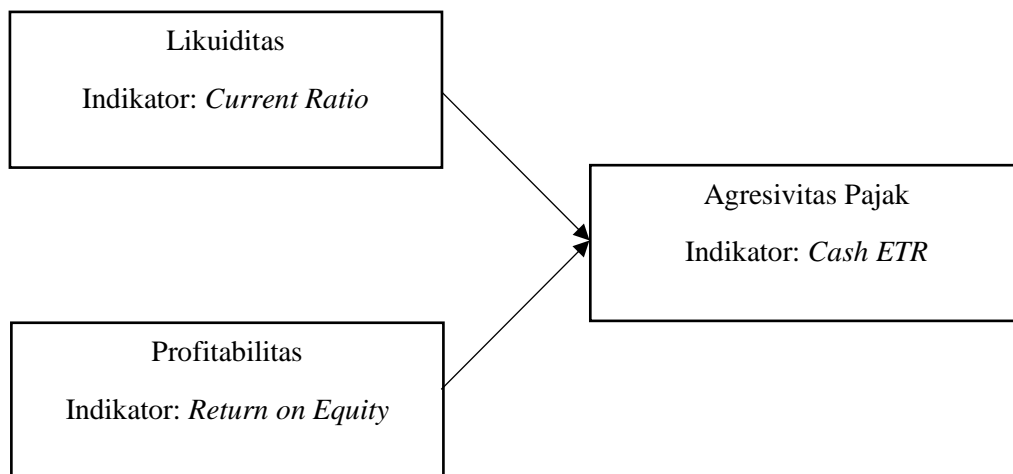 Likuiditas
Indikator: Current Ratio
Agresivitas Pajak
Indikator: Cash ETR
Profitabilitas
Indikator: Return on Equity